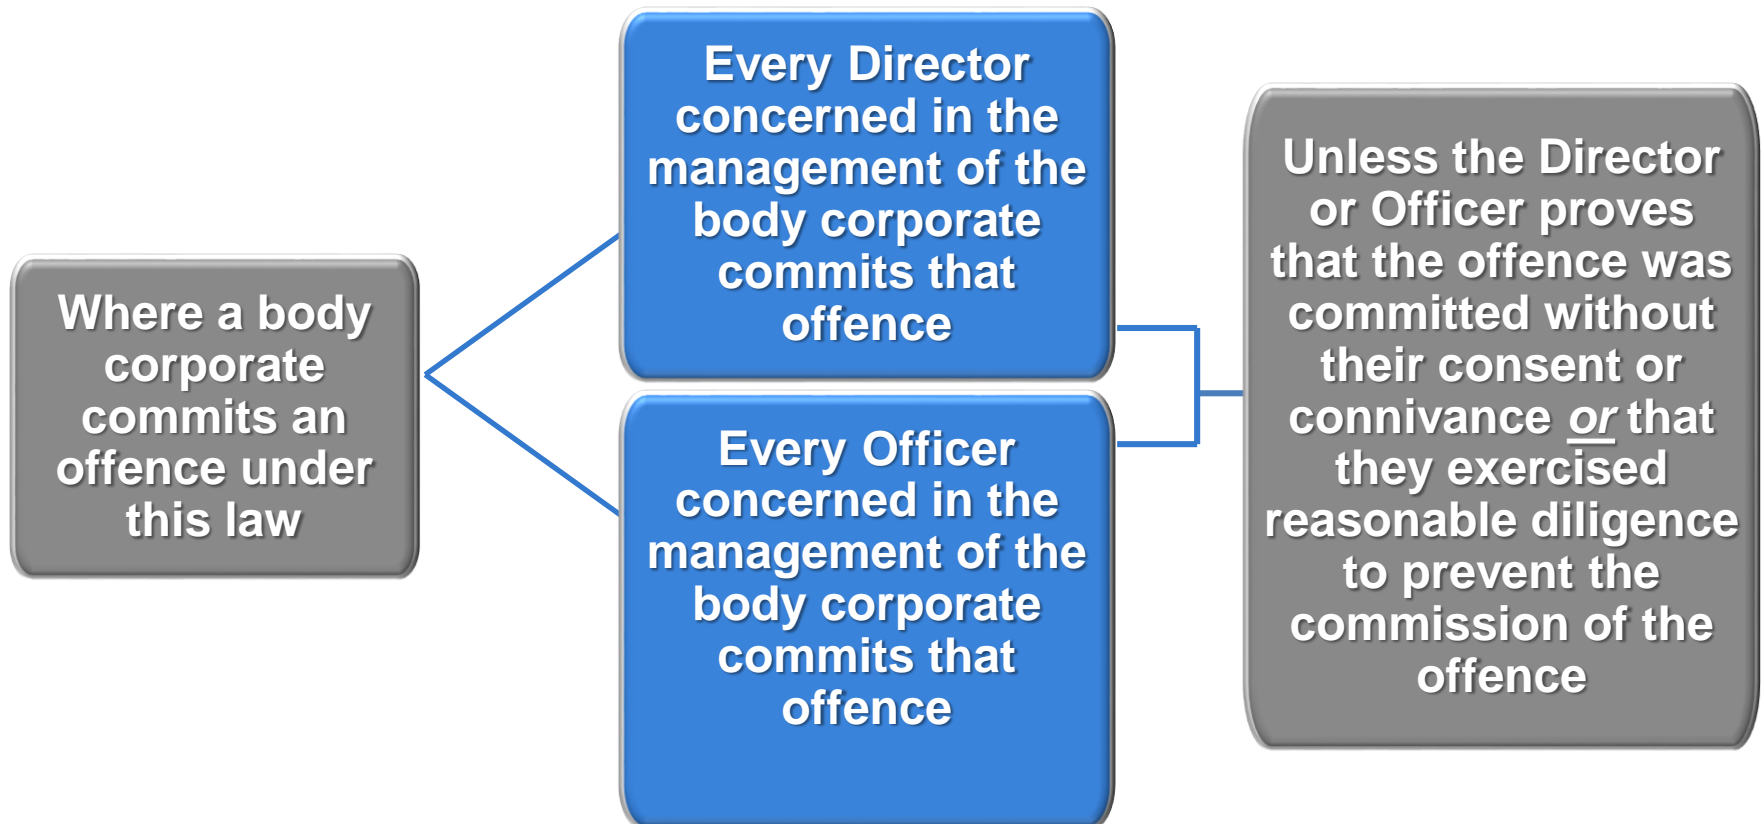 Where a body
corporate
commits an
offence under
this law
Every Director
concerned in the
management of the
body corporate
commits that
offence
Every Officer
concerned in the
management of the
body corporate
commits that
offence
Unless the Director
or Officer proves
that the offence was
committed without
their consent or
connivance or that
they exercised
reasonable diligence
to prevent the
commission of the
offence